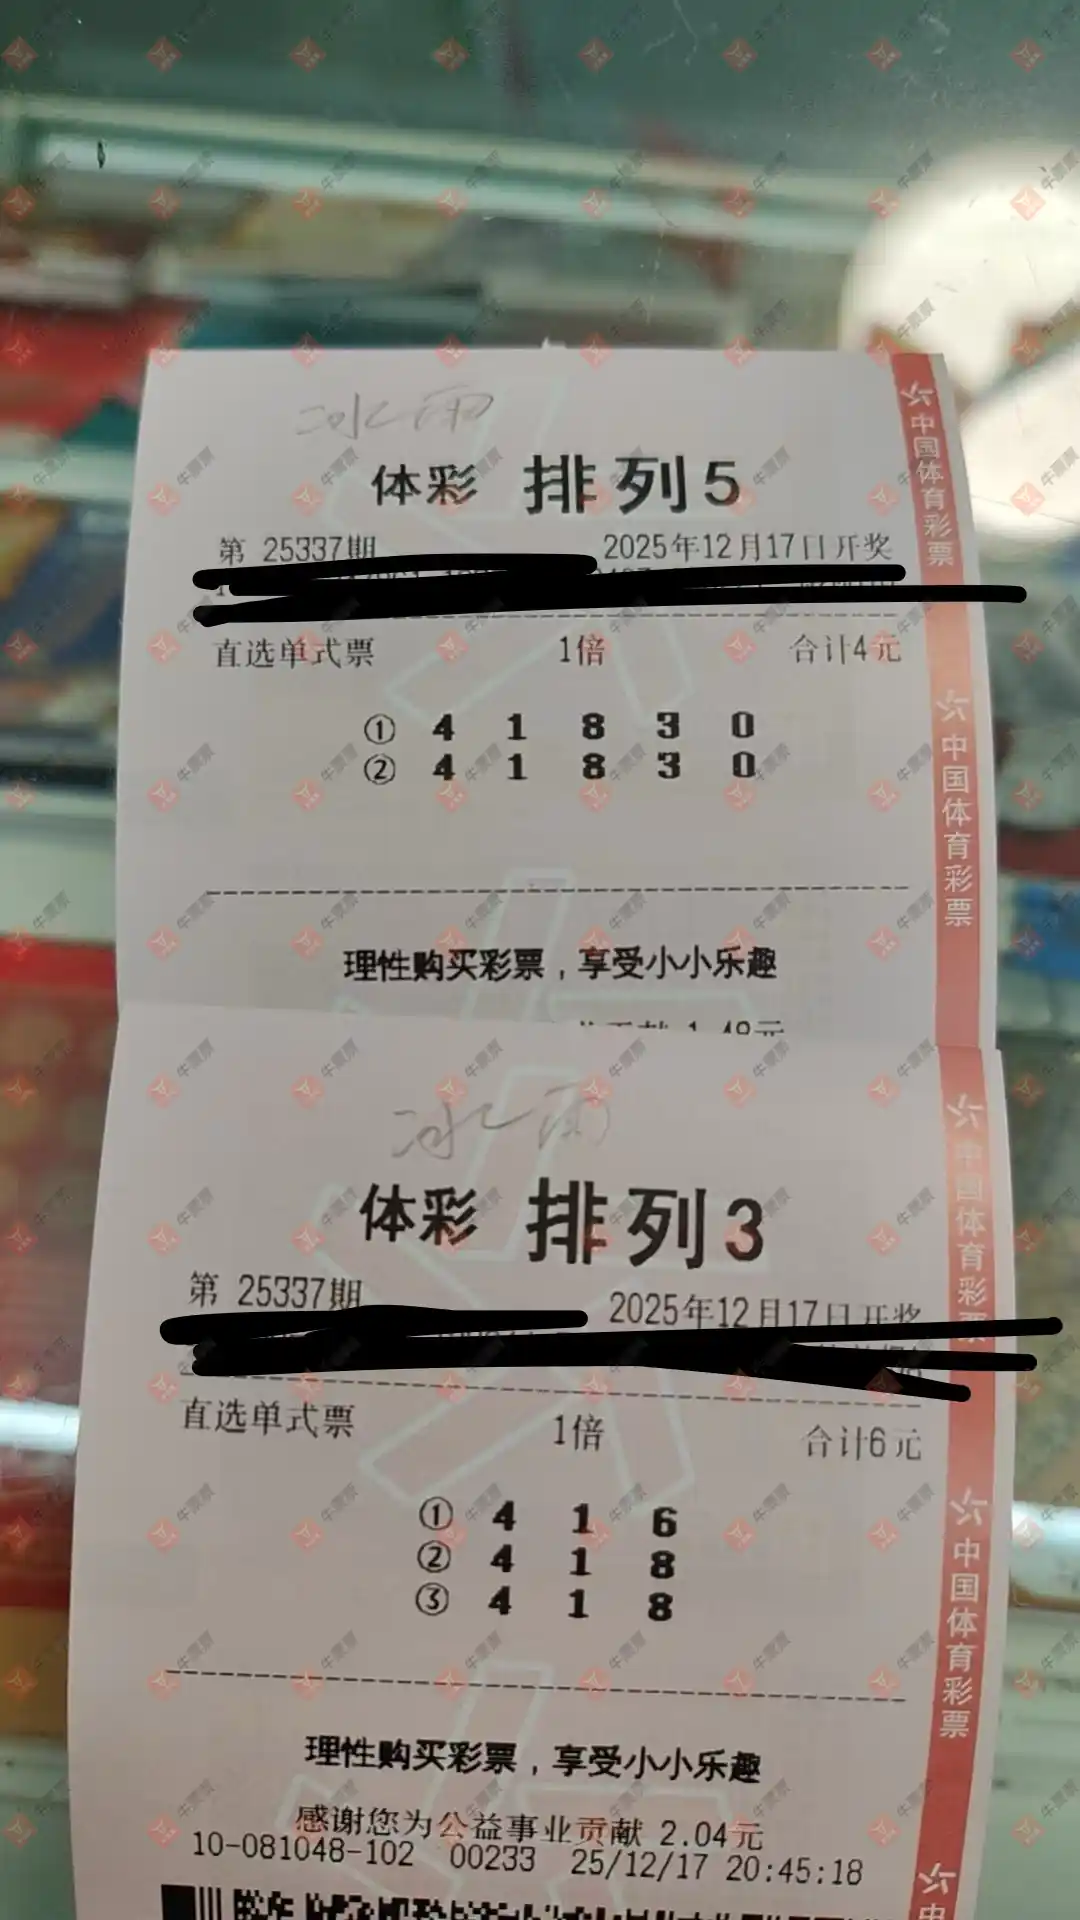 冰雨
体彩 排列5
第 25337期 2025年12月17日开奖
直选单式票 1倍 合计4元
① 4 1 8 3 0
② 4 1 8 3 0
理性购买彩票，享受小小乐趣
冰雨
体彩 排列3
第 25337期 2025年12月17日开奖
直选单式票 1倍 合计6元
① 4 1 6
② 4 1 8
③ 4 1 8
理性购买彩票，享受小小乐趣
感谢您为公益事业贡献 2.04元
10-081048-102 00233 25/12/17 20:45:18
中国体育彩票
中国体育彩票
中国体育彩票
中国体育彩票
牛票票